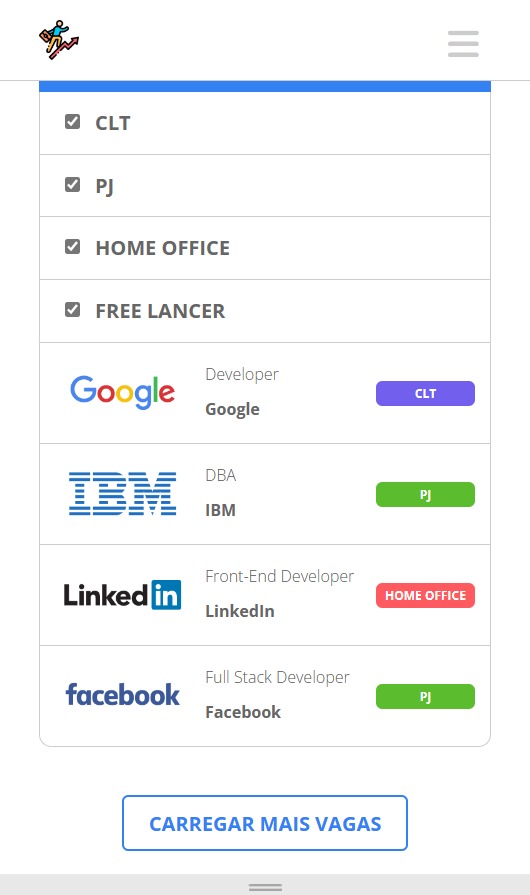 CLT
PJ
HOME OFFICE
FREE LANCER
Google
Developer
Google
CLT
IBM
DBA
IBM
PJ
Linkedin
Front-End Developer
LinkedIn
HOME OFFICE
facebook
Full Stack Developer
Facebook
PJ
CARREGAR MAIS VAGAS